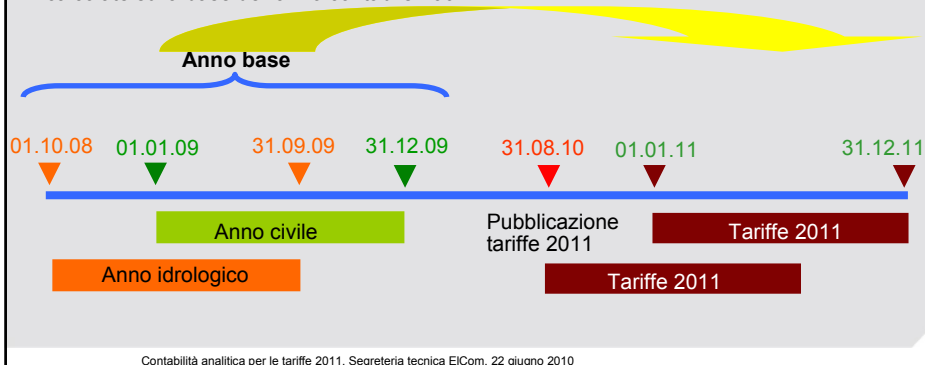 Anno base
01.10.08 01.01.09 31.09.09 31.12.09 31.08.10 01.01.11 31.12.11
Anno civile
Pubblicazione
tariffe 2011
Tariffe 2011
Anno idrologico
Tariffe 2011
Contabilità analitica per le tariffe 2011, Segreteria tecnica ElCom, 22 giugno 2010